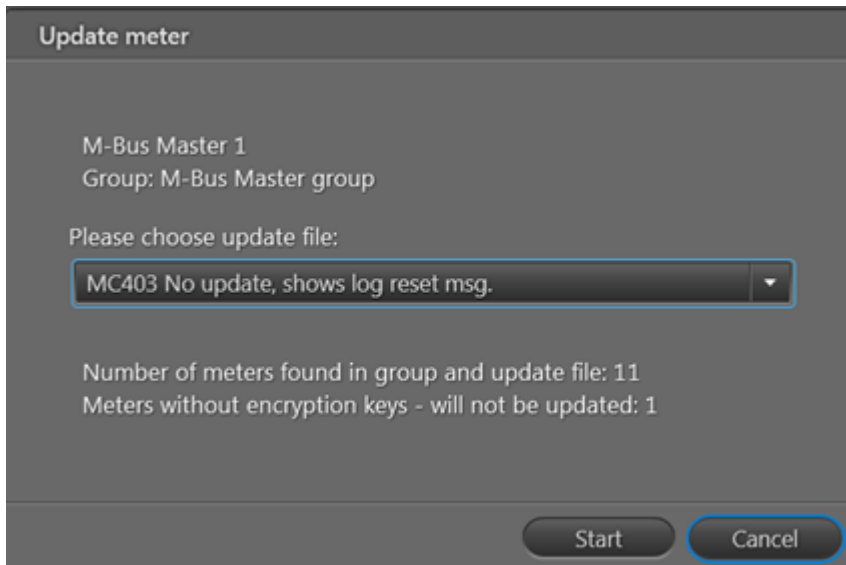 Update meter
M-Bus Master 1
Group: M-Bus Master group
Please choose update file:
MC403 No update, shows log reset msg.
Number of meters found in group and update file: 11
Meters without encryption keys - will not be updated: 1
Start
Cancel